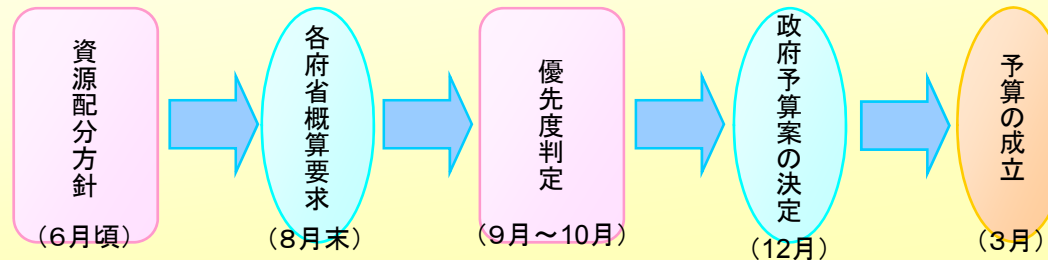 資源配分方針
（６月頃）
各府省概算要求
（８月末）
優先度判定
（９月～10月）
政府予算案の決定
（12月）
予算の成立
（３月）